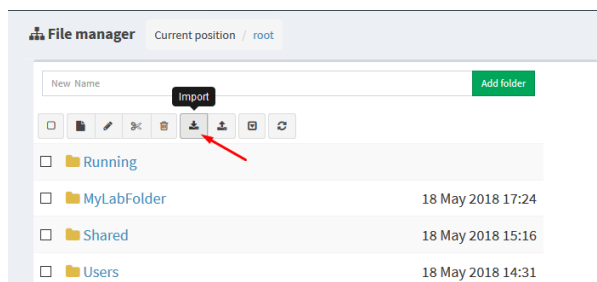 File manager Current position / root
New Name Add folder
Import
Running
MyLabFolder 18 May 2018 17:24
Shared 18 May 2018 15:16
Users 18 May 2018 14:31